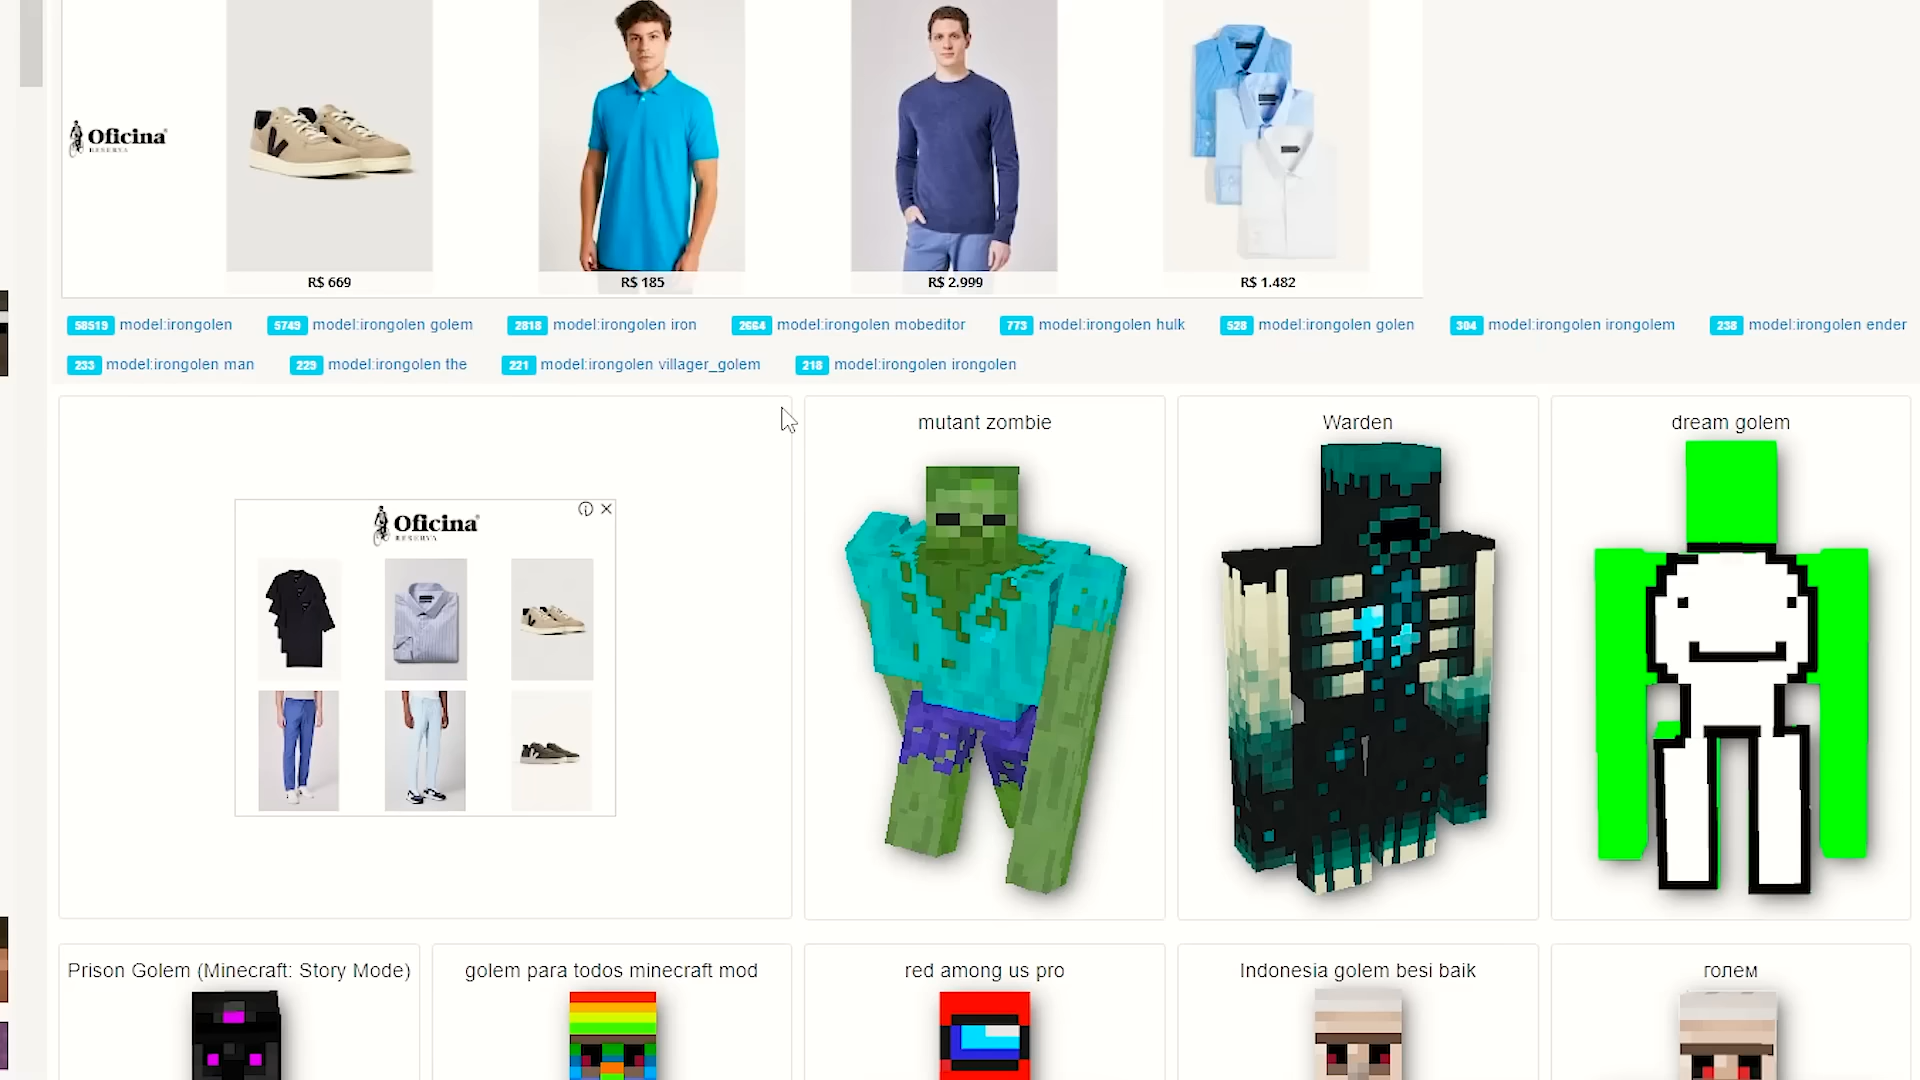 Oficina
RESERVA
R$ 669
R$ 185
R$ 2.999
R$ 1.482
58519 model:irongolen
5749 model:irongolen golem
2818 model:irongolen iron
2664 model:irongolen mobeditor
773 model:irongolen hulk
528 model:irongolen golen
304 model:irongolen irongolem
238 model:irongolen ender
233 model:irongolen man
229 model:irongolen the
221 model:irongolen villager_golem
218 model:irongolen irongolen
Oficina
RESERVA
mutant zombie
Warden
dream golem
Prison Golem (Minecraft: Story Mode)
golem para todos minecraft mod
red among us pro
Indonesia golem besi baik
голем